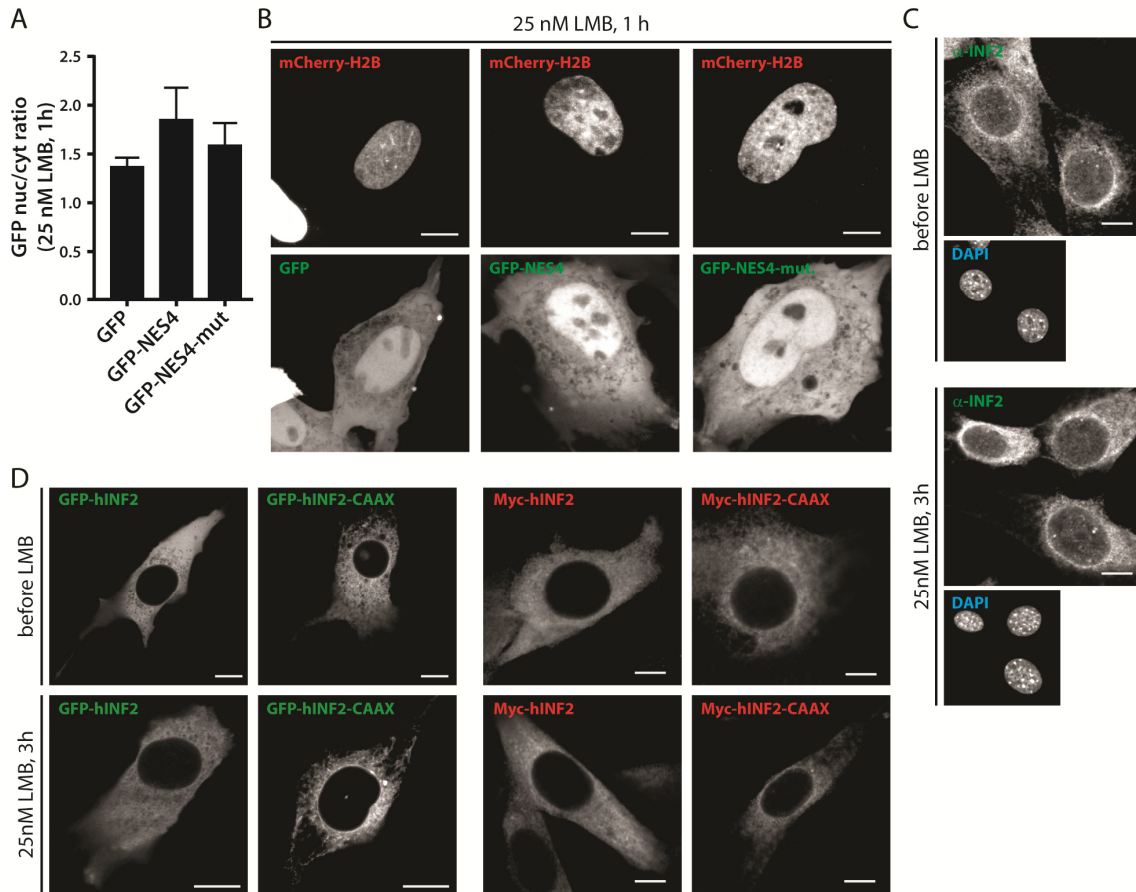 A
GFP nuc/cyt ratio
(25 nM LMB, 1h)
2.5
2.0
1.5
1.0
0.5
0.0
GFP
GFP-NES4
GFP-NES4-mut
B
25 nM LMB, 1 h
mCherry-H2B
mCherry-H2B
mCherry-H2B
GFP
GFP-NES4
GFP-NES4-mut.
C
before LMB
α-INF2
DAPI
25nM LMB, 3h
α-INF2
DAPI
D
before LMB
GFP-hINF2
GFP-hINF2-CAAX
Myc-hINF2
Myc-hINF2-CAAX
25nM LMB, 3h
GFP-hINF2
GFP-hINF2-CAAX
Myc-hINF2
Myc-hINF2-CAAX